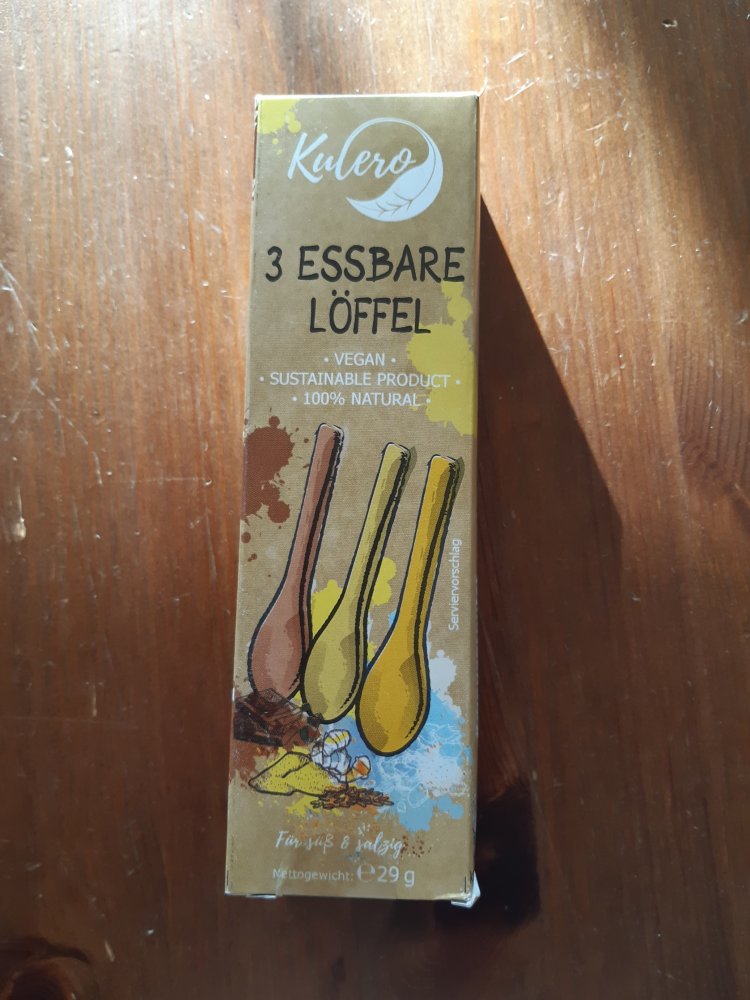 Kulero
3 ESSBARE
LÖFFEL
• VEGAN •
• SUSTAINABLE PRODUCT •
• 100% NATURAL •
Serviervorschlag
Für süß & salzig
Nettogewicht: ℮29 g